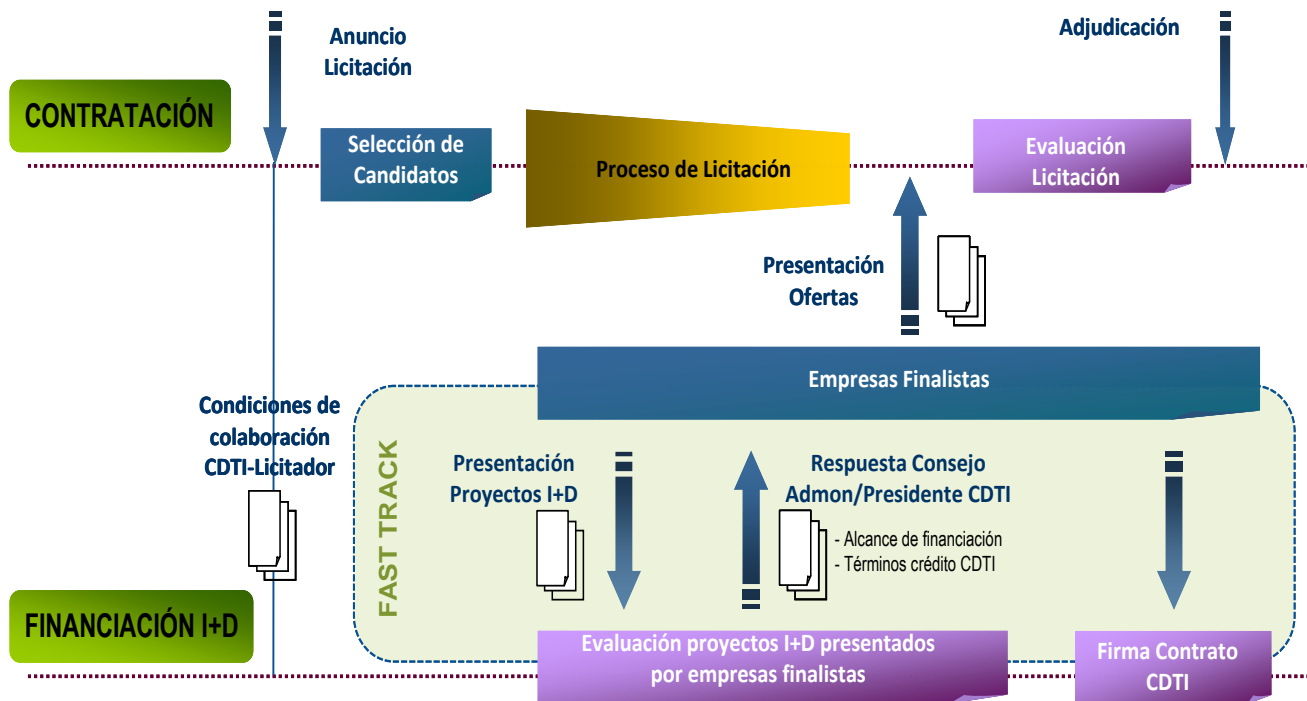 Anuncio
Licitación
Adjudicación
CONTRATACIÓN
Selección de
Candidatos
Proceso de Licitación
Evaluación
Licitación
Presentación
Ofertas
Empresas Finalistas
Condiciones de
colaboración
CDTI-Licitador
FAST TRACK
Presentación
Proyectos I+D
Respuesta Consejo
Admon/Presidente CDTI
- Alcance de financiación
- Términos crédito CDTI
FINANCIACIÓN I+D
Evaluación proyectos I+D presentados
por empresas finalistas
Firma Contrato
CDTI